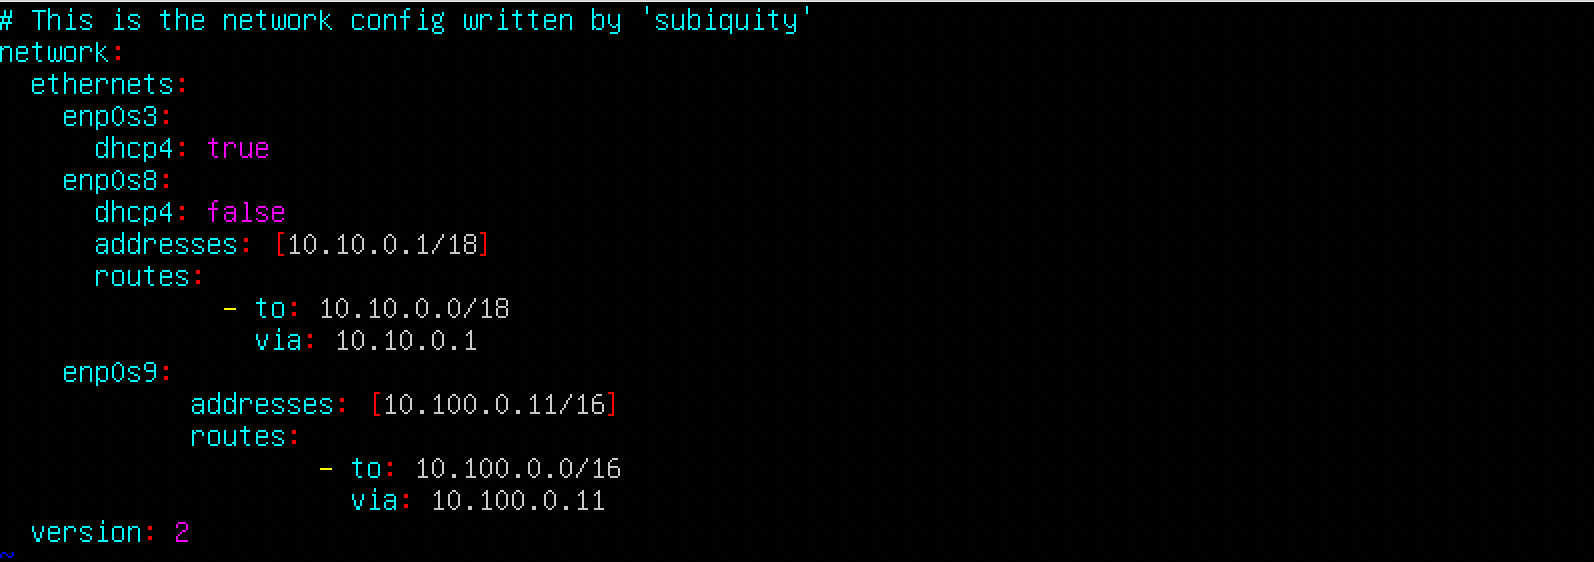 # This is the network config written by 'subiquity'
network:
  ethernets:
    enp0s3:
      dhcp4: true
    enp0s8:
      dhcp4: false
      addresses: [10.10.0.1/18]
      routes:
              - to: 10.10.0.0/18
                via: 10.10.0.1
    enp0s9:
            addresses: [10.100.0.11/16]
            routes:
                    - to: 10.100.0.0/16
                      via: 10.100.0.11
  version: 2
~